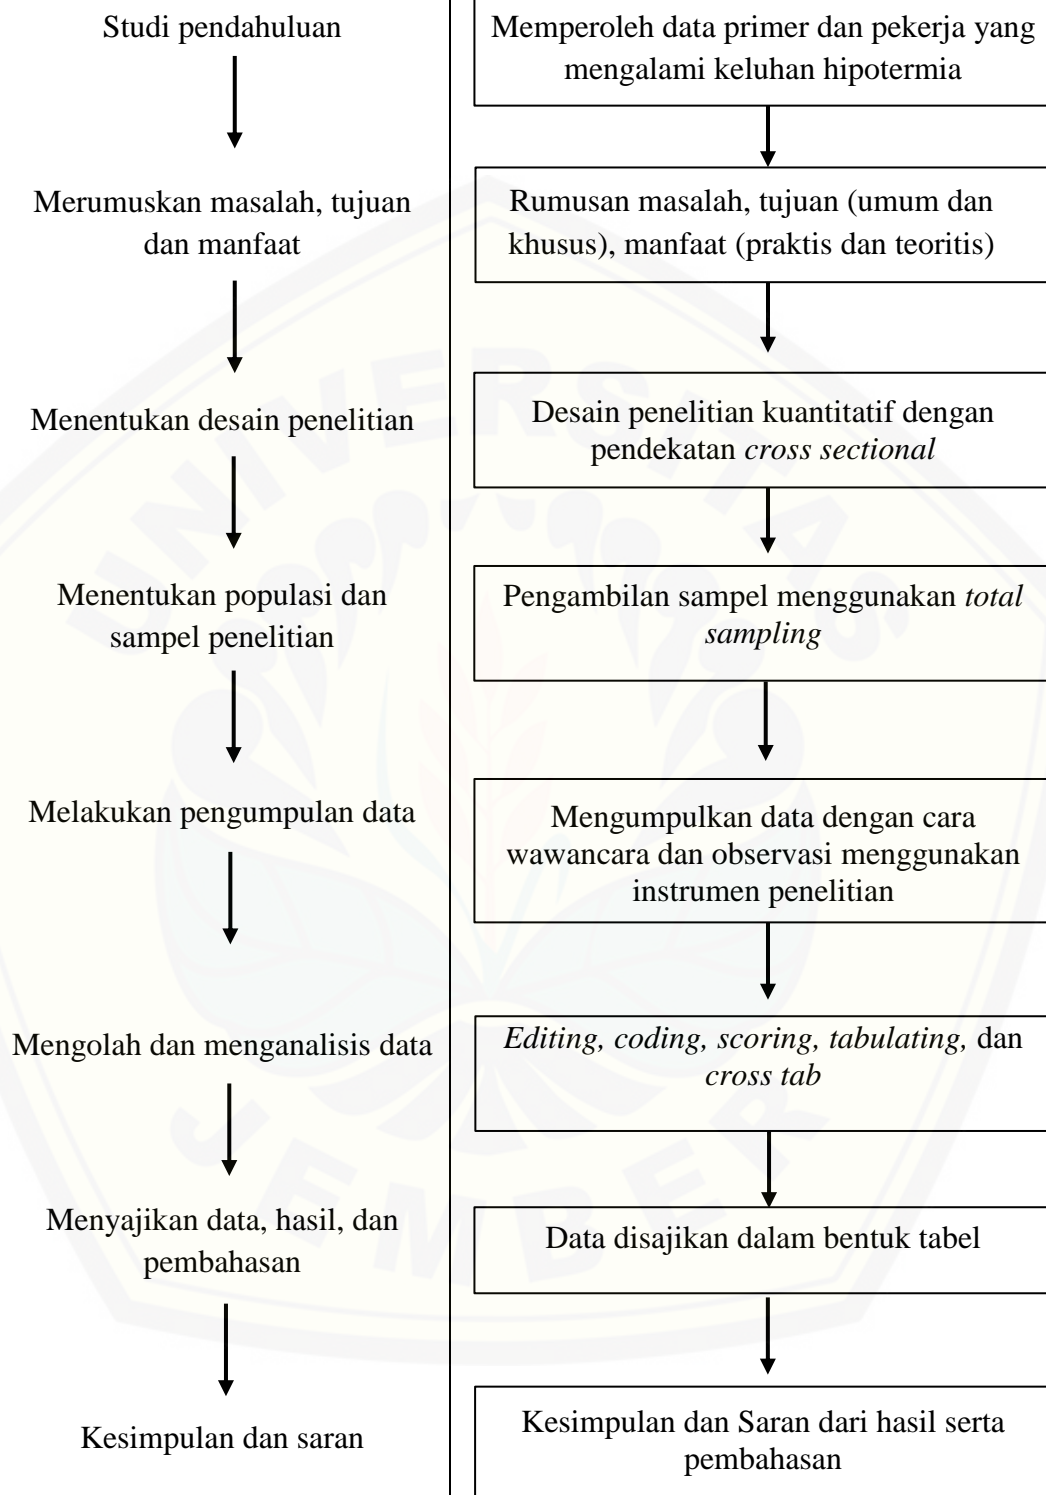 Studi pendahuluan
Memperoleh data primer dan pekerja yang
mengalami keluhan hipotermia
Merumuskan masalah, tujuan
dan manfaat
Rumusan masalah, tujuan (umum dan
khusus), manfaat (praktis dan teoritis)
Menentukan desain penelitian
Desain penelitian kuantitatif dengan
pendekatan cross sectional
Menentukan populasi dan
sampel penelitian
Pengambilan sampel menggunakan total
sampling
Melakukan pengumpulan data
Mengumpulkan data dengan cara
wawancara dan observasi menggunakan
instrumen penelitian
Mengolah dan menganalisis data
Editing, coding, scoring, tabulating, dan
cross tab
Menyajikan data, hasil, dan
pembahasan
Data disajikan dalam bentuk tabel
Kesimpulan dan saran
Kesimpulan dan Saran dari hasil serta
pembahasan
UNIVERSITAS
JEMBER